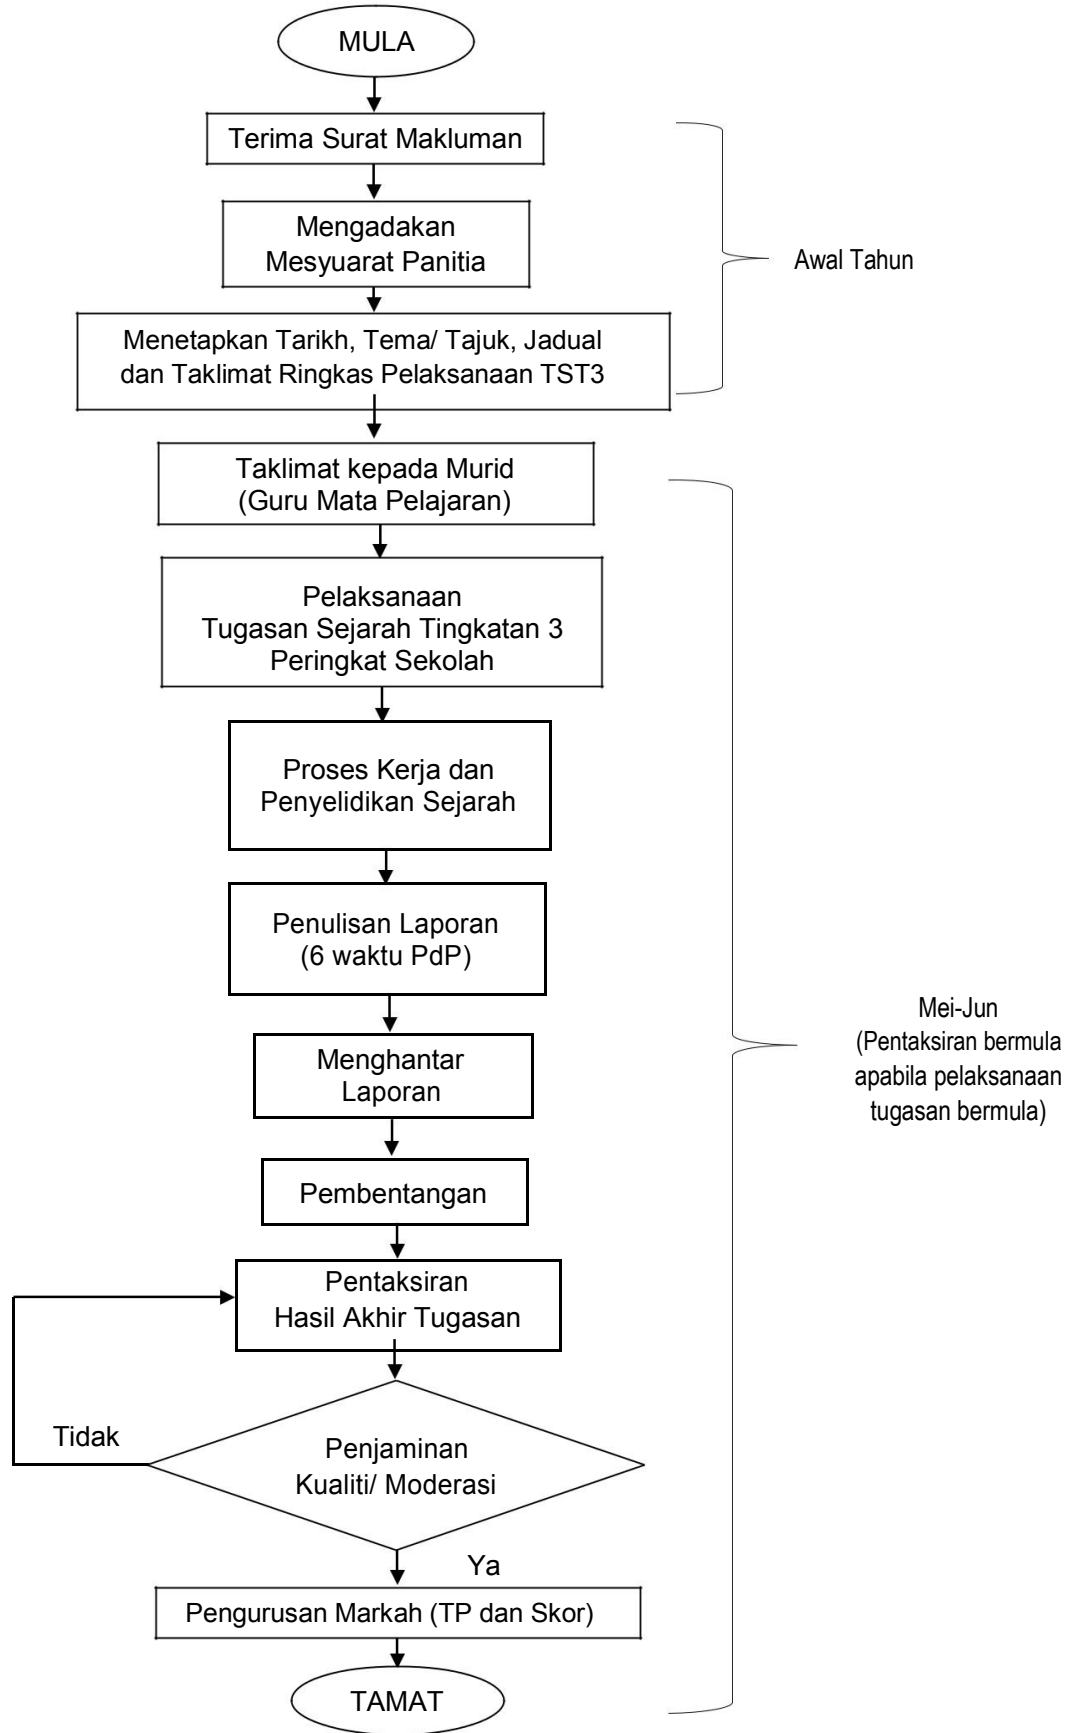 MULA
Terima Surat Makluman
Mengadakan
Mesyuarat Panitia
Awal Tahun
Menetapkan Tarikh, Tema/ Tajuk, Jadual
dan Taklimat Ringkas Pelaksanaan TST3
Taklimat kepada Murid
(Guru Mata Pelajaran)
Pelaksanaan
Tugasan Sejarah Tingkatan 3
Peringkat Sekolah
Proses Kerja dan
Penyelidikan Sejarah
Penulisan Laporan
(6 waktu PdP)
Mei-Jun
(Pentaksiran bermula
apabila pelaksanaan
tugasan bermula)
Menghantar
Laporan
Pembentangan
Pentaksiran
Hasil Akhir Tugasan
Tidak
Penjaminan
Kualiti/ Moderasi
Ya
Pengurusan Markah (TP dan Skor)
TAMAT